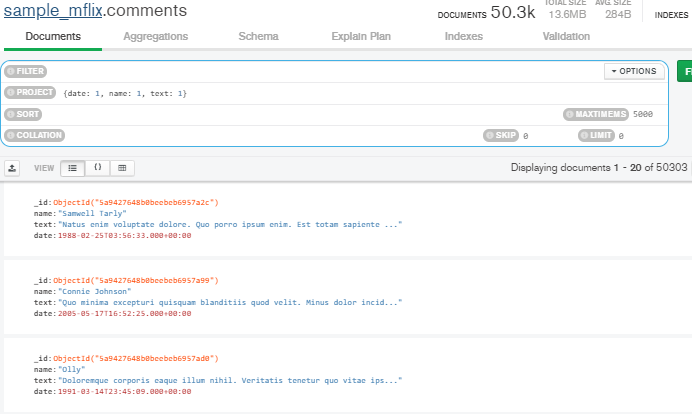 sample_mflix.comments
DOCUMENTS 50.3k TOTAL SIZE 13.6MB AVG. SIZE 284B INDEXES
Documents Aggregations Schema Explain Plan Indexes Validation
FILTER OPTIONS
PROJECT {date: 1, name: 1, text: 1}
SORT MAXTIMEMS 5000
COLLATION SKIP 0 LIMIT 0
VIEW {} Displaying documents 1 - 20 of 50303
_id:ObjectId("5a9427648b0beebeb6957a2c")
name:"Samwell Tarly"
text:"Natus enim voluptate dolore. Quo porro ipsum enim. Est totam sapiente ..."
date:1988-02-25T03:56:33.000+00:00
_id:ObjectId("5a9427648b0beebeb6957a99")
name:"Connie Johnson"
text:"Quo minima excepturi quisquam blanditiis quod velit. Minus dolor incid..."
date:2005-05-17T16:52:25.000+00:00
_id:ObjectId("5a9427648b0beebeb6957ad0")
name:"Olly"
text:"Doloremque corporis eaque illum nihil. Veritatis tenetur quo vitae ips..."
date:1991-03-14T23:45:09.000+00:00